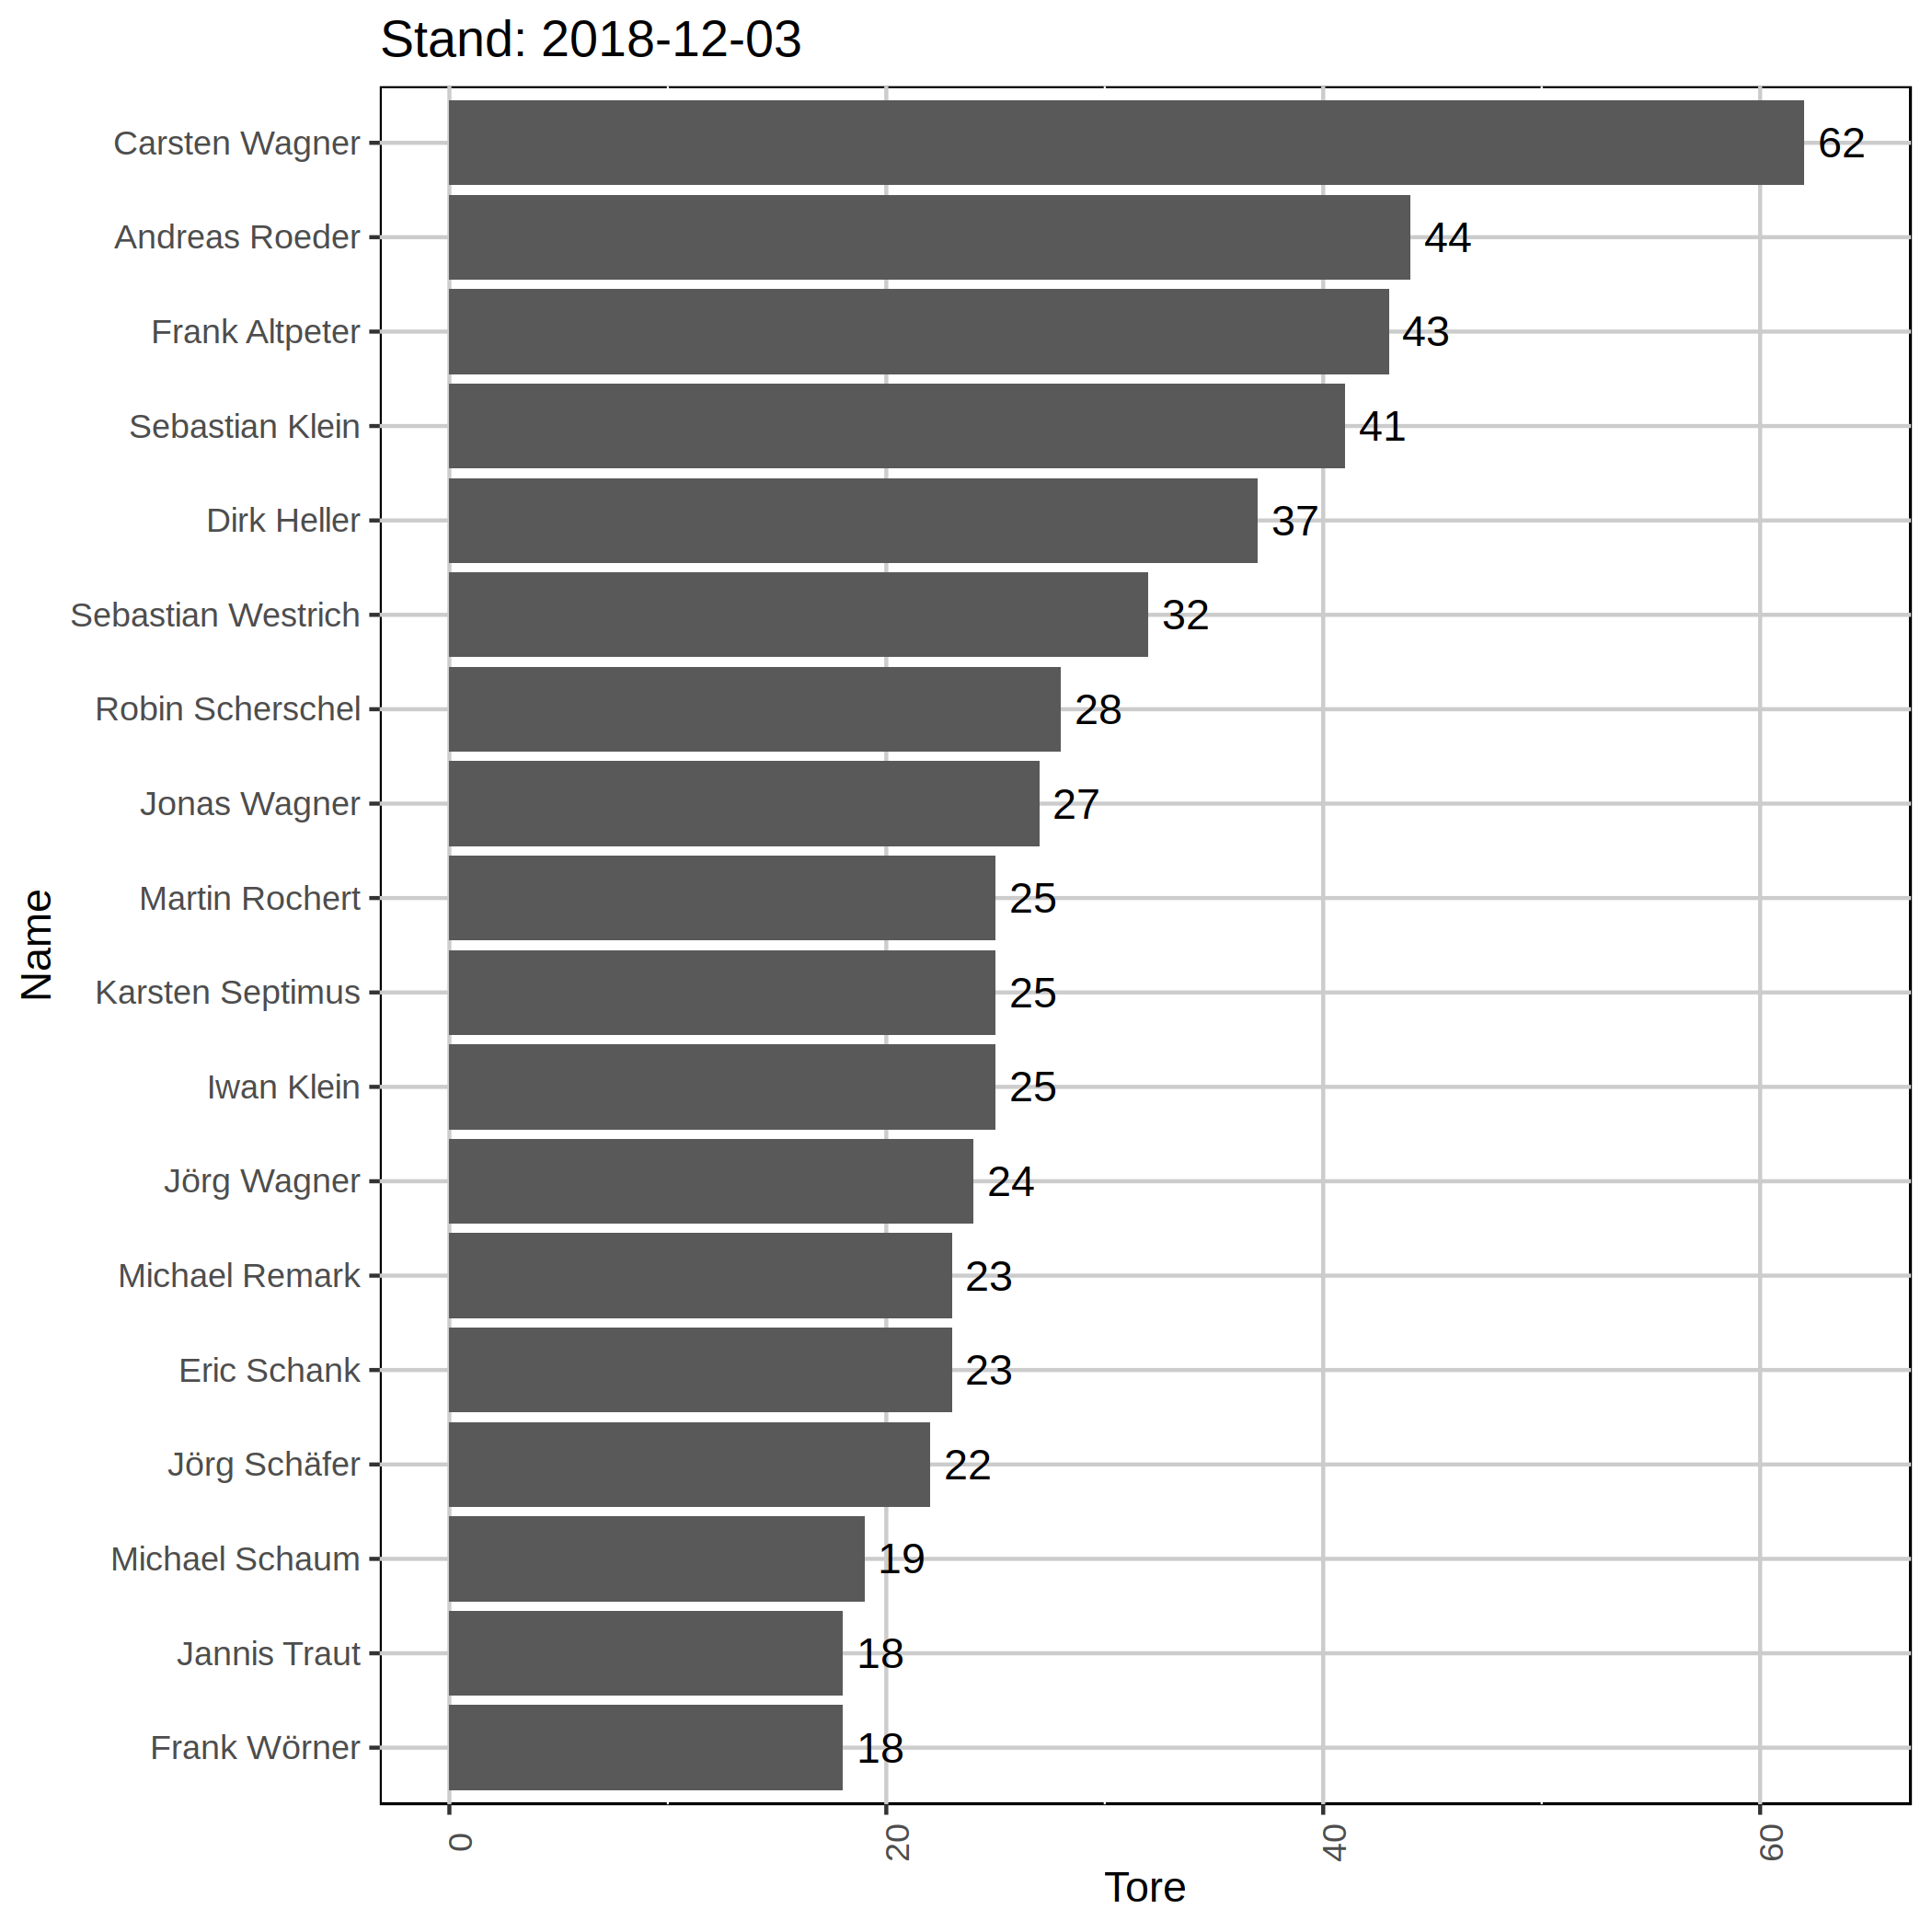 Stand: 2018-12-03
Carsten Wagner 62
Andreas Roeder 44
Frank Altpeter 43
Sebastian Klein 41
Dirk Heller 37
Sebastian Westrich 32
Robin Scherschel 28
Jonas Wagner 27
Martin Rochert 25
Karsten Septimus 25
Iwan Klein 25
Jörg Wagner 24
Michael Remark 23
Eric Schank 23
Jörg Schäfer 22
Michael Schaum 19
Jannis Traut 18
Frank Wörner 18
Name
0 20 40 60
Tore